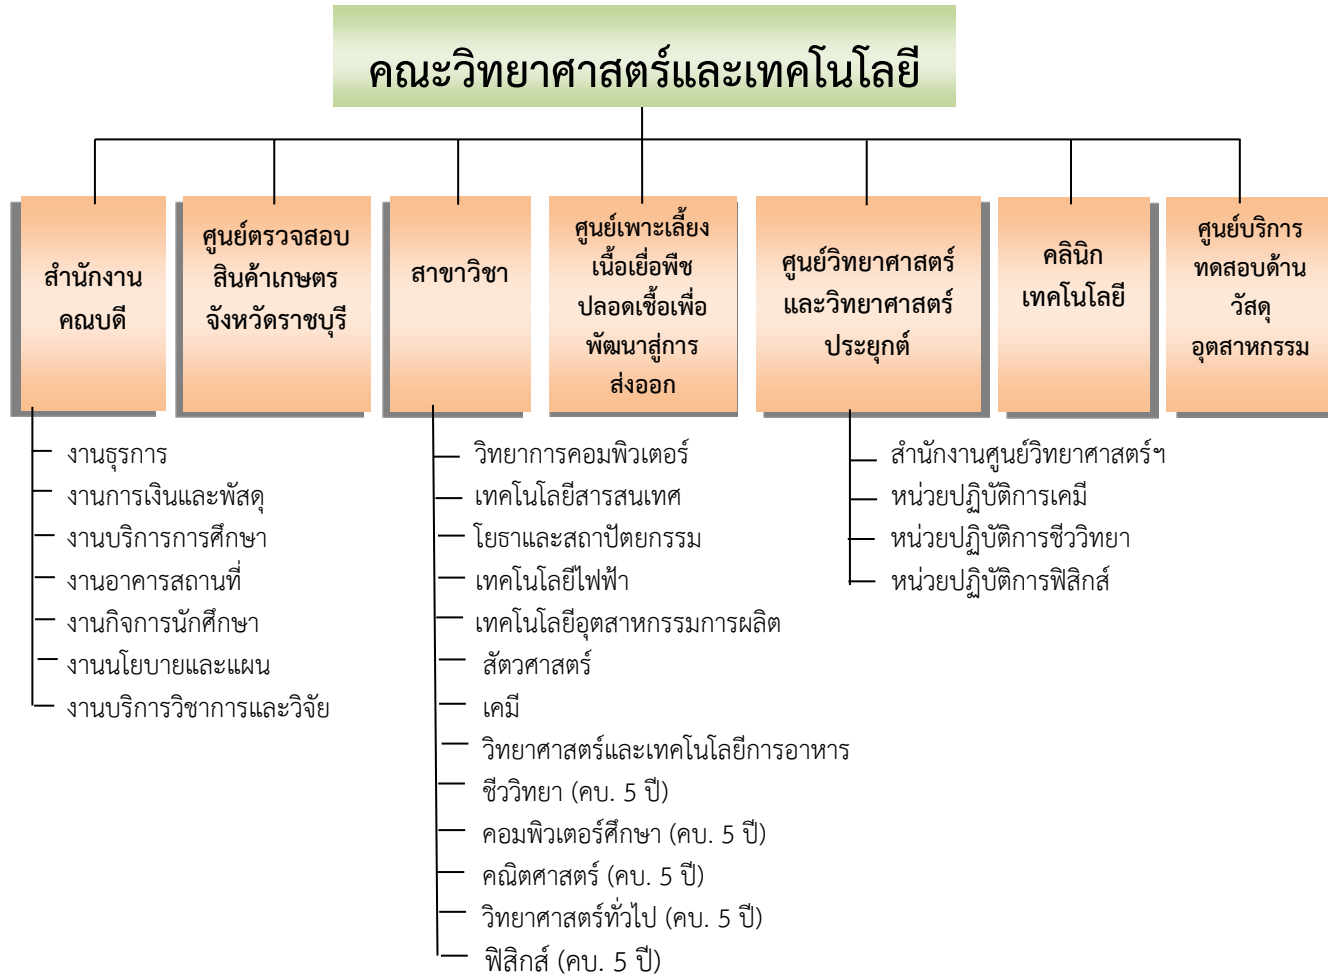 คณะวิทยาศาสตร์และเทคโนโลยี
สำนักงาน
คณบดี
ศูนย์ตรวจสอบ
สินค้าเกษตร
จังหวัดราชบุรี
สาขาวิชา
ศูนย์เพาะเลี้ยง
เนื้อเยื่อพืช
ปลอดเชื้อเพื่อ
พัฒนาสู่การ
ส่งออก
ศูนย์วิทยาศาสตร์
และวิทยาศาสตร์
ประยุกต์
คลินิก
เทคโนโลยี
ศูนย์บริการ
ทดสอบด้าน
วัสดุ
อุตสาหกรรม
งานธุรการ
งานการเงินและพัสดุ
งานบริการการศึกษา
งานอาคารสถานที่
งานกิจการนักศึกษา
งานนโยบายและแผน
งานบริการวิชาการและวิจัย
วิทยาการคอมพิวเตอร์
เทคโนโลยีสารสนเทศ
โยธาและสถาปัตยกรรม
เทคโนโลยีไฟฟ้า
เทคโนโลยีอุตสาหกรรมการผลิต
สัตวศาสตร์
เคมี
วิทยาศาสตร์และเทคโนโลยีการอาหาร
ชีววิทยา (คบ. 5 ปี)
คอมพิวเตอร์ศึกษา (คบ. 5 ปี)
คณิตศาสตร์ (คบ. 5 ปี)
วิทยาศาสตร์ทั่วไป (คบ. 5 ปี)
ฟิสิกส์ (คบ. 5 ปี)
สำนักงานศูนย์วิทยาศาสตร์ฯ
หน่วยปฏิบัติการเคมี
หน่วยปฏิบัติการชีววิทยา
หน่วยปฏิบัติการฟิสิกส์